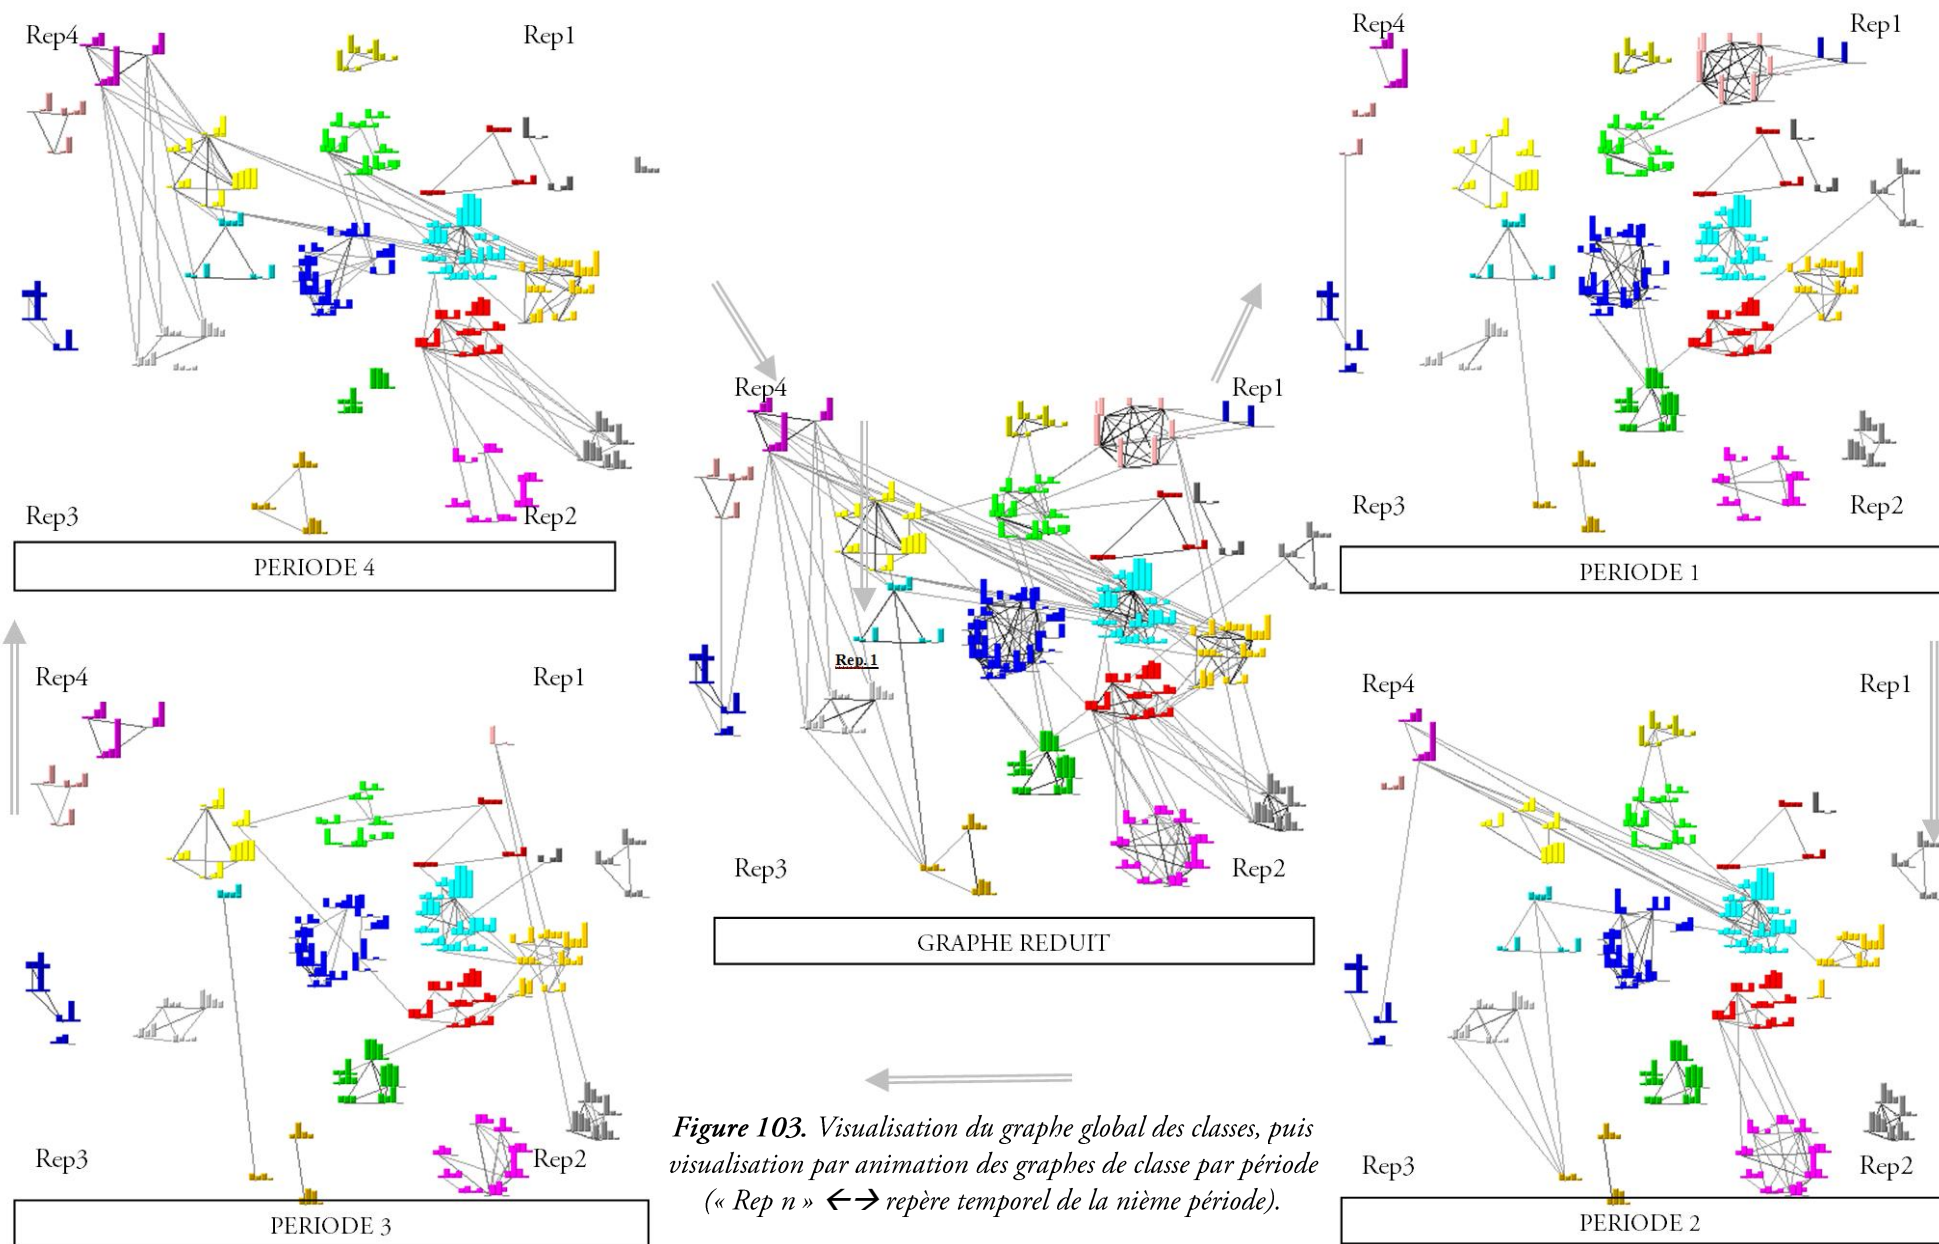 Rep4
Rep1
Rep3
Rep2
PERIODE 4
Rep4
Rep1
Rep3
Rep2
PERIODE 1
Rep4
Rep1
Rep. 1
Rep3
Rep2
GRAPHE REDUIT
Rep4
Rep1
Rep3
Rep2
PERIODE 3
Rep4
Rep1
Rep3
Rep2
PERIODE 2
Figure 103. Visualisation du graphe global des classes, puis
visualisation par animation des graphes de classe par période
(« Rep n » ←→ repère temporel de la nième période).